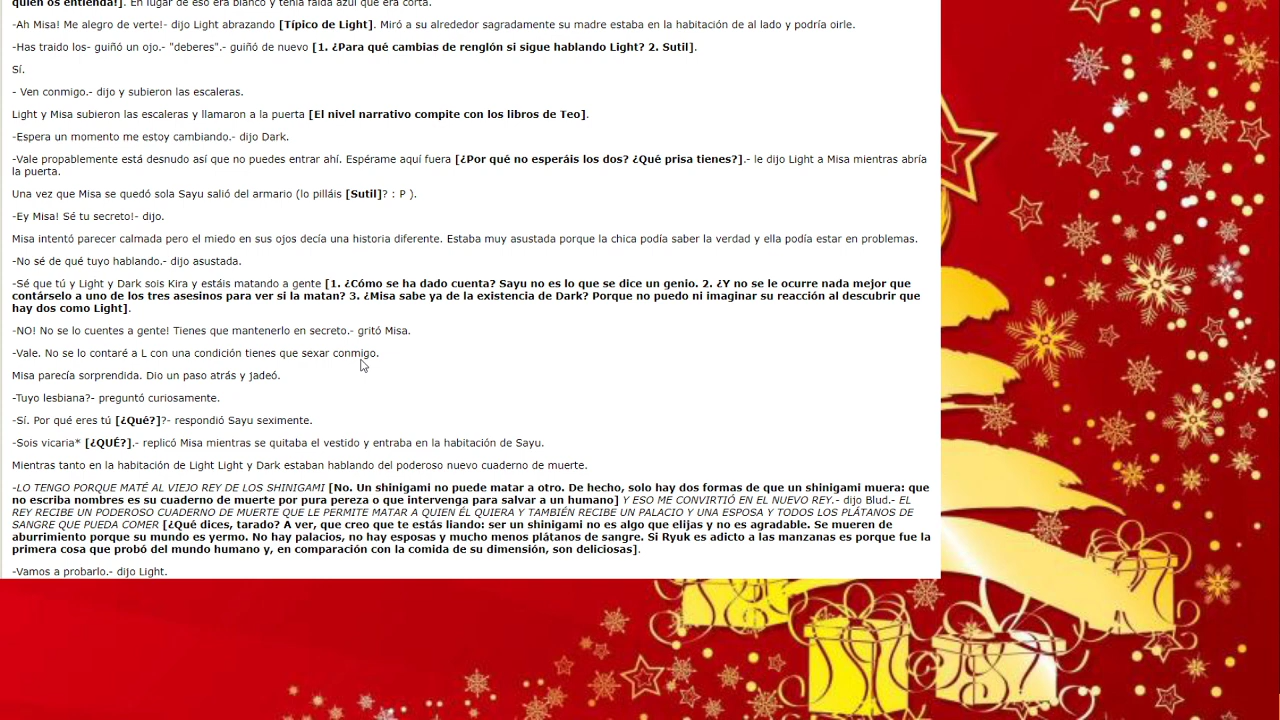 quién os entienda!]. En lugar de eso era blanco y tenía falda azul que era corta.
-Ah Misa! Me alegro de verte!- dijo Light abrazando [Típico de Light]. Miró a su alrededor sagradamente su madre estaba en la habitación de al lado y podría oirle.
-Has traido los- guiñó un ojo.- "deberes".- guiñó de nuevo [1. ¿Para qué cambias de renglón si sigue hablando Light? 2. Sutil].
Sí.
- Ven conmigo.- dijo y subieron las escaleras.
Light y Misa subieron las escaleras y llamaron a la puerta [El nivel narrativo compite con los libros de Teo].
-Espera un momento me estoy cambiando.- dijo Dark.
-Vale propablemente está desnudo así que no puedes entrar ahí. Espérame aquí fuera [¿Por qué no esperáis los dos? ¿Qué prisa tienes?].- le dijo Light a Misa mientras abría
la puerta.
Una vez que Misa se quedó sola Sayu salió del armario (lo pilláis [Sutil]? : P ).
-Ey Misa! Sé tu secreto!- dijo.
Misa intentó parecer calmada pero el miedo en sus ojos decía una historia diferente. Estaba muy asustada porque la chica podía saber la verdad y ella podía estar en problemas.
-No sé de qué tuyo hablando.- dijo asustada.
-Sé que tú y Light y Dark sois Kira y estáis matando a gente [1. ¿Cómo se ha dado cuenta? Sayu no es lo que se dice un genio. 2. ¿Y no se le ocurre nada mejor que
contárselo a uno de los tres asesinos para ver si la matan? 3. ¿Misa sabe ya de la existencia de Dark? Porque no puedo ni imaginar su reacción al descubrir que
hay dos como Light].
-NO! No se lo cuentes a gente! Tienes que mantenerlo en secreto.- gritó Misa.
-Vale. No se lo contaré a L con una condición tienes que sexar conmigo.
Misa parecía sorprendida. Dio un paso atrás y jadeó.
-Tuyo lesbiana?- preguntó curiosamente.
-Sí. Por qué eres tú [¿Qué?]?- respondió Sayu seximente.
-Sois vicaria* [¿QUÉ?].- replicó Misa mientras se quitaba el vestido y entraba en la habitación de Sayu.
Mientras tanto en la habitación de Light Light y Dark estaban hablando del poderoso nuevo cuaderno de muerte.
-LO TENGO PORQUE MATÉ AL VIEJO REY DE LOS SHINIGAMI [No. Un shinigami no puede matar a otro. De hecho, solo hay dos formas de que un shinigami muera: que
no escriba nombres es su cuaderno de muerte por pura pereza o que intervenga para salvar a un humano] Y ESO ME CONVIRTIÓ EN EL NUEVO REY.- dijo Blud.- EL
REY RECIBE UN PODEROSO CUADERNO DE MUERTE QUE LE PERMITE MATAR A QUIEN ÉL QUIERA Y TAMBIÉN RECIBE UN PALACIO Y UNA ESPOSA Y TODOS LOS PLÁTANOS DE
SANGRE QUE PUEDA COMER [¿Qué dices, tarado? A ver, que creo que te estás liando: ser un shinigami no es algo que elijas y no es agradable. Se mueren de
aburrimiento porque su mundo es yermo. No hay palacios, no hay esposas y mucho menos plátanos de sangre. Si Ryuk es adicto a las manzanas es porque fue la
primera cosa que probó del mundo humano y, en comparación con la comida de su dimensión, son deliciosas].
-Vamos a probarlo.- dijo Light.